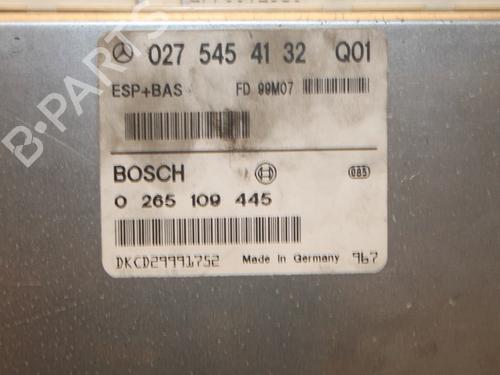 027 545 41 32 Q01
ESP+BAS FD 99M07
BOSCH 085
0 265 109 445
DKCD29991752 Made in Germany 967
B-PARTS